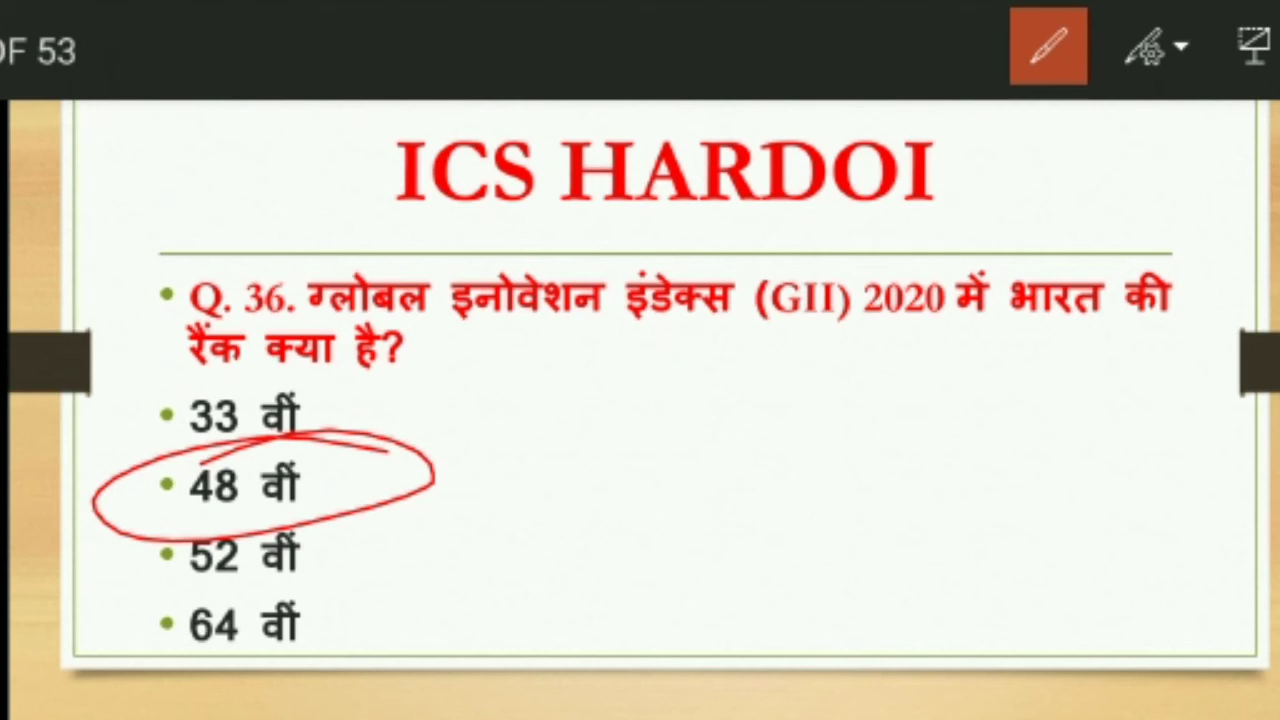 OF 53
ICS HARDOI
• Q. 36. ग्लोबल इनोवेशन इंडेक्स (GII) 2020 में भारत की
रैंक क्या है?
• 33 वीं
• 48 वीं
• 52 वीं
• 64 वीं